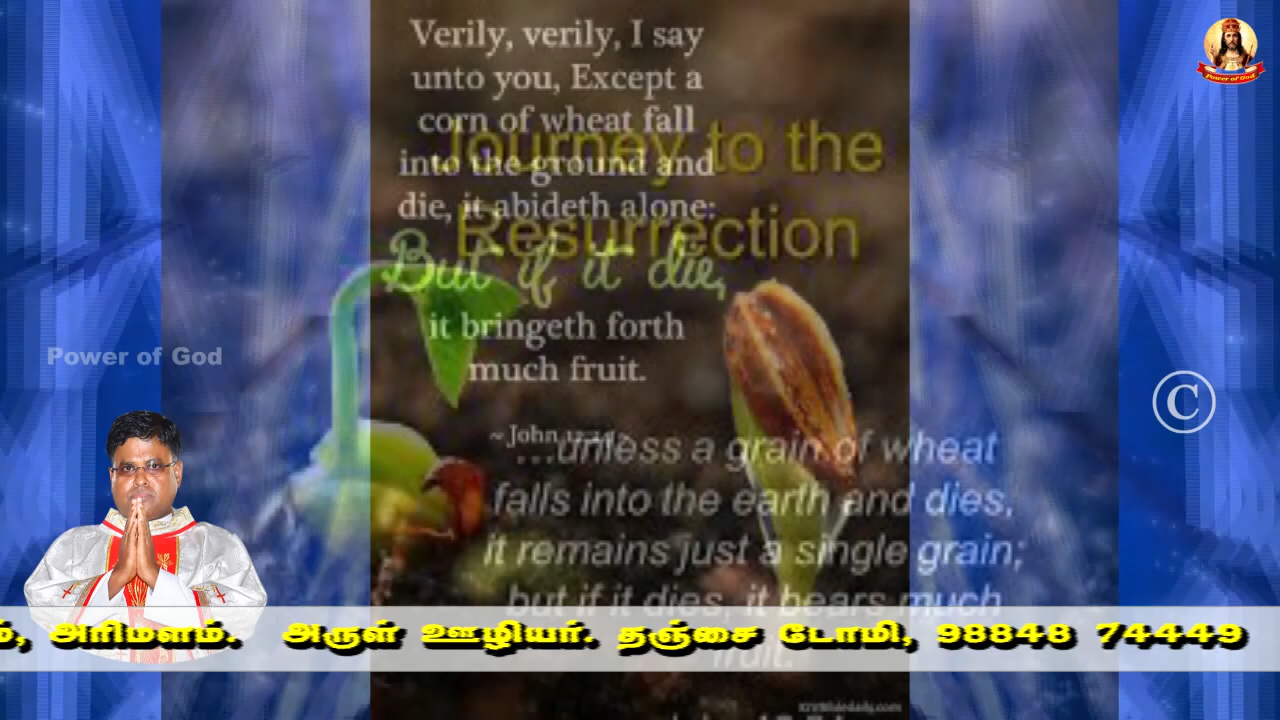 Verily, verily, I say
unto you, Except a
corn of wheat fall
into the ground and
die, it abideth alone:
But if it die,
it bringeth forth
much fruit.
~ John
Journey to the
Resurrection
...unless a grain of wheat
falls into the earth and dies,
it remains just a single grain;
but if it dies, it bears much
fruit.
Power of God
Power of God
©
அரிமளம். அருள் ஊழியர். தஞ்சை டோமி, 98848 74449